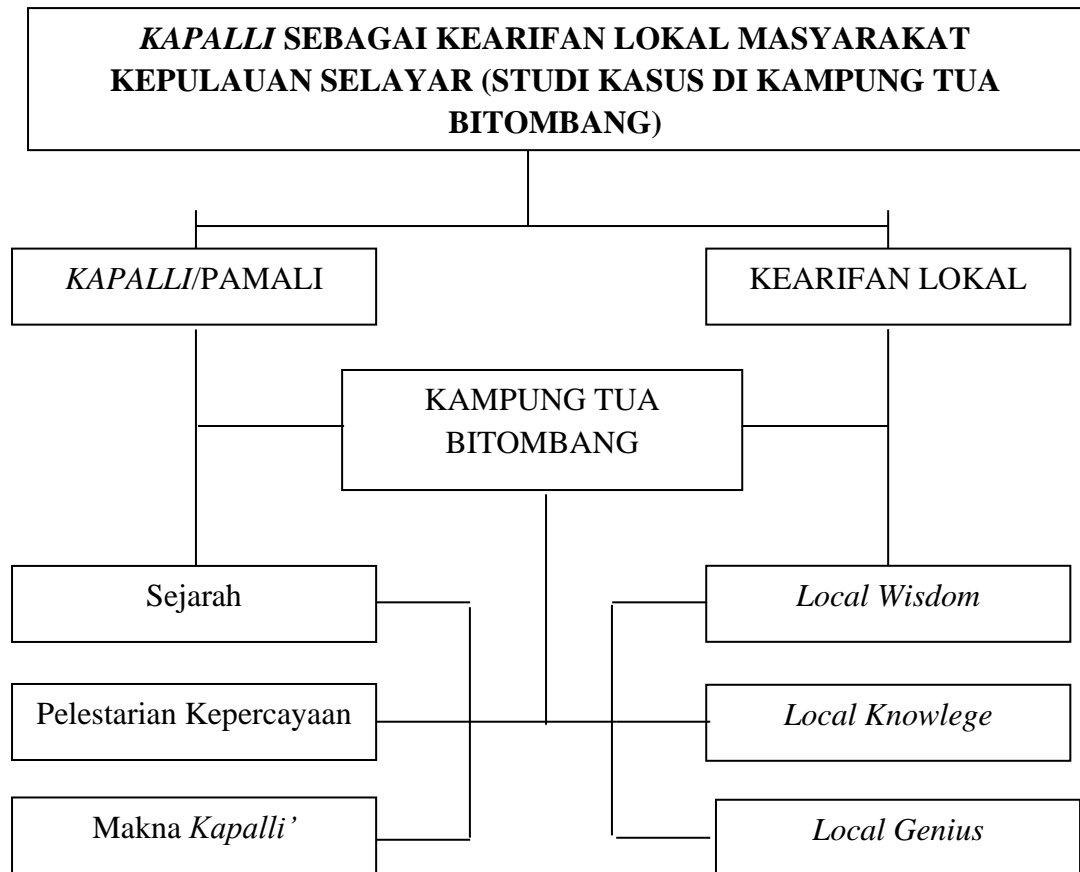 KAPALLI SEBAGAI KEARIFAN LOKAL MASYARAKAT
KEPULAUAN SELAYAR (STUDI KASUS DI KAMPUNG TUA
BITOMBANG)
KAPALLI/PAMALI
KEARIFAN LOKAL
KAMPUNG TUA
BITOMBANG
Sejarah
Local Wisdom
Pelestarian Kepercayaan
Local Knowlege
Makna Kapalli’
Local Genius